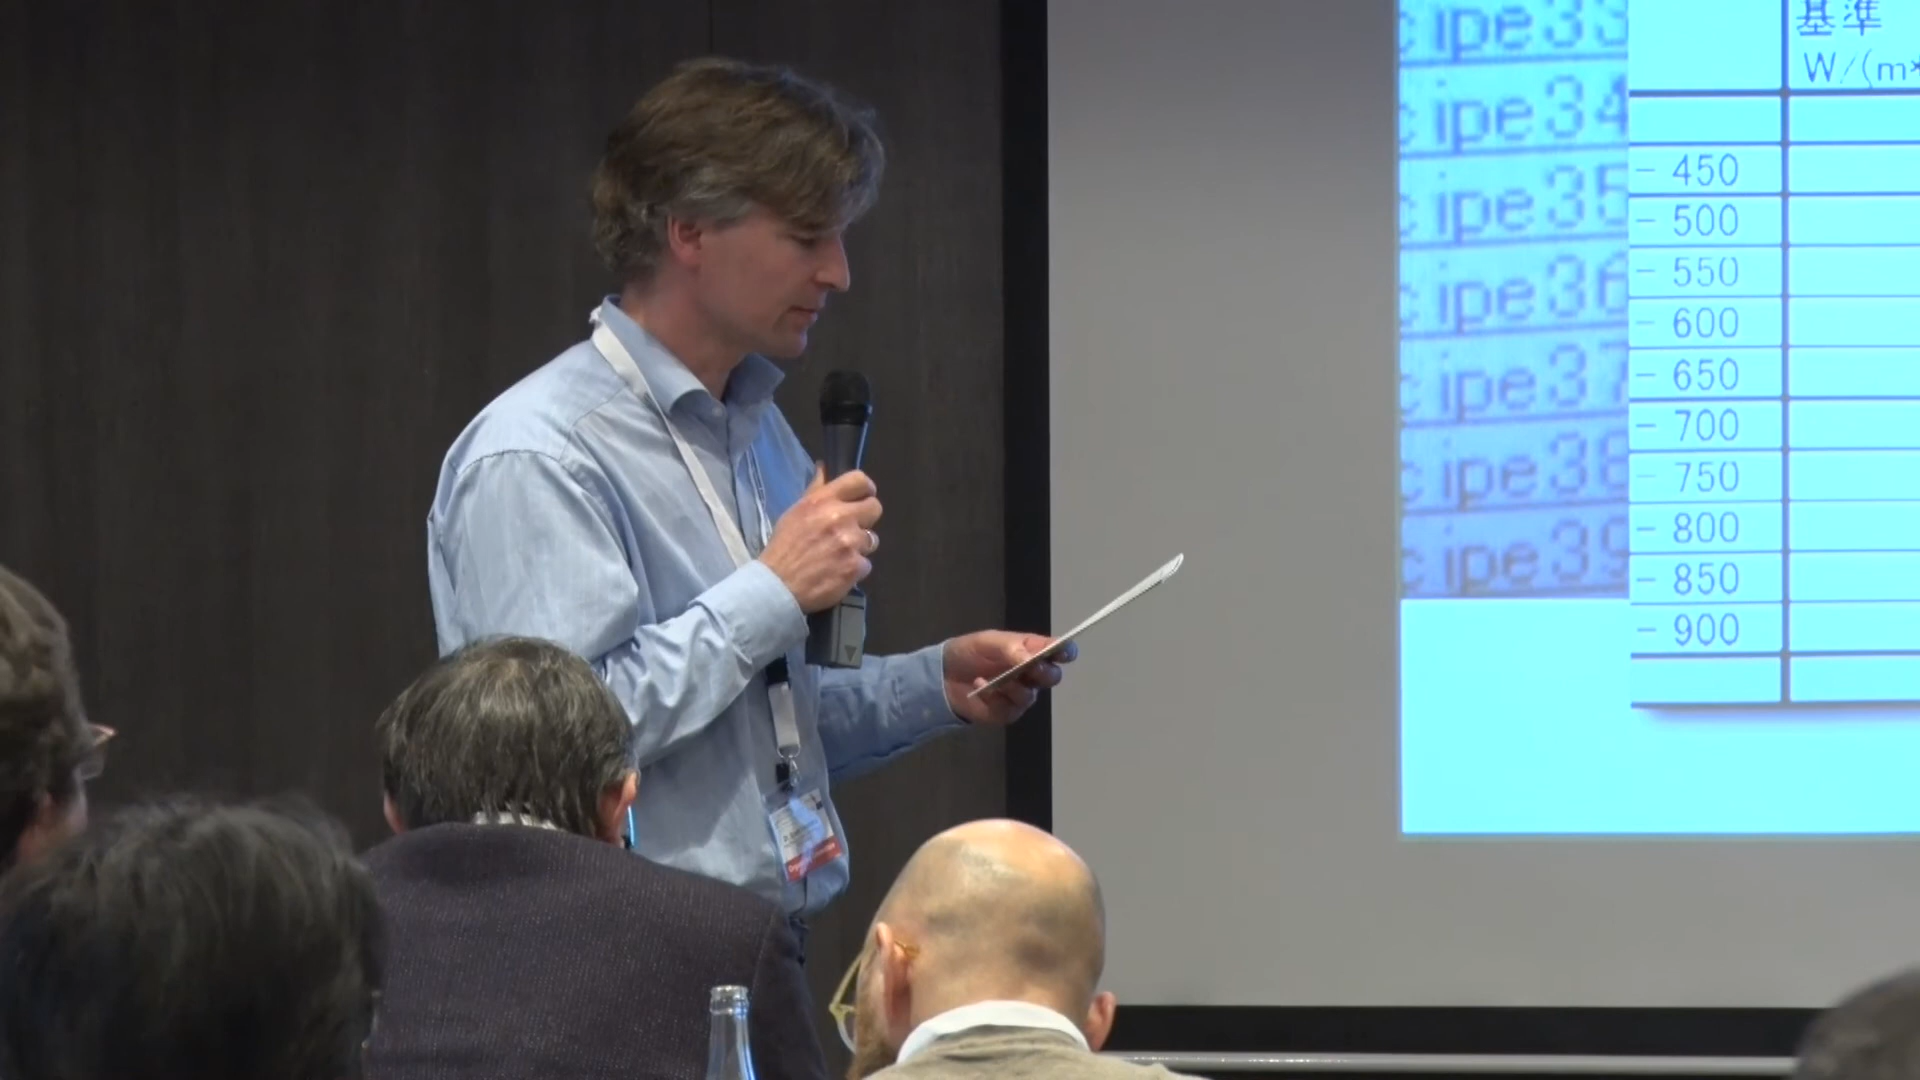 c ipe33
c ipe34
c ipe35
c ipe36
c ipe37
c ipe38
c ipe39
基準
W/(m*
- 450
- 500
- 550
- 600
- 650
- 700
- 750
- 800
- 850
- 900